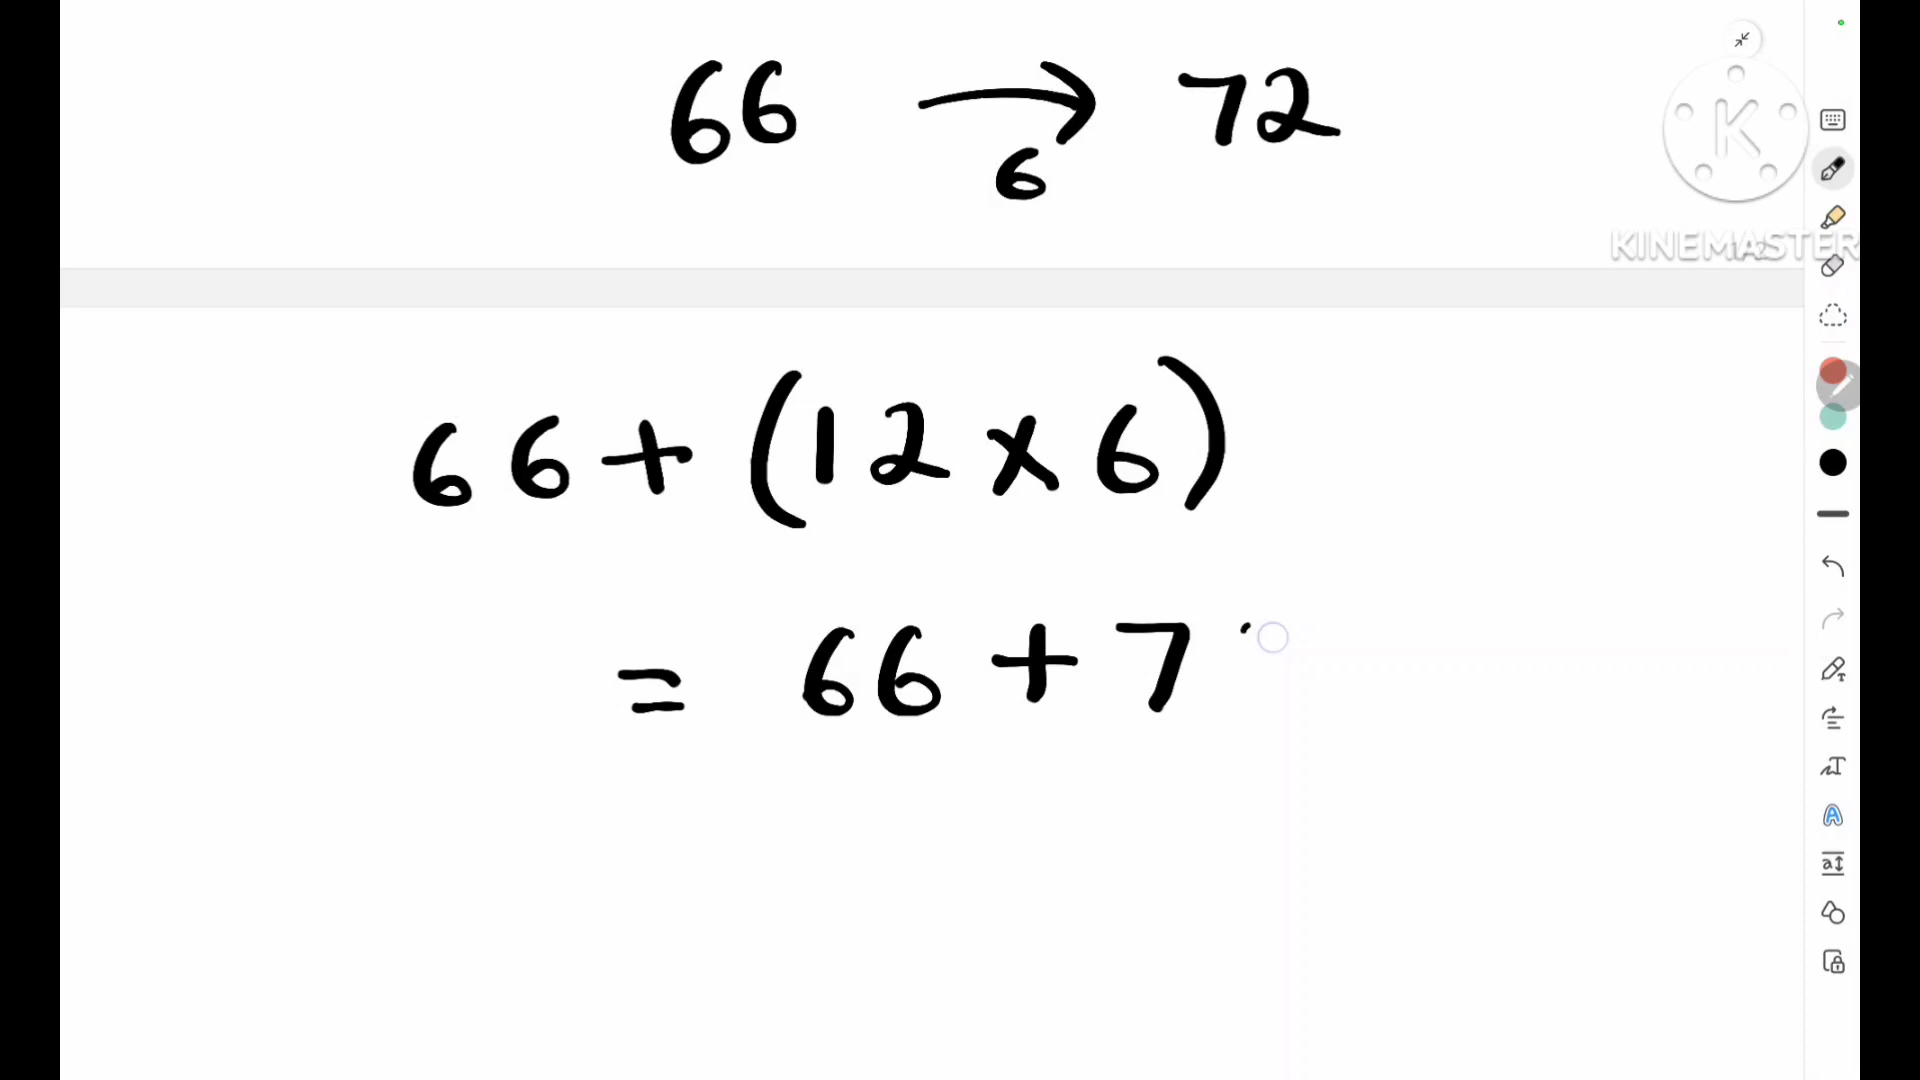 66 → 72
6
KINEMASTER
66 + (12 × 6)
= 66 + 7